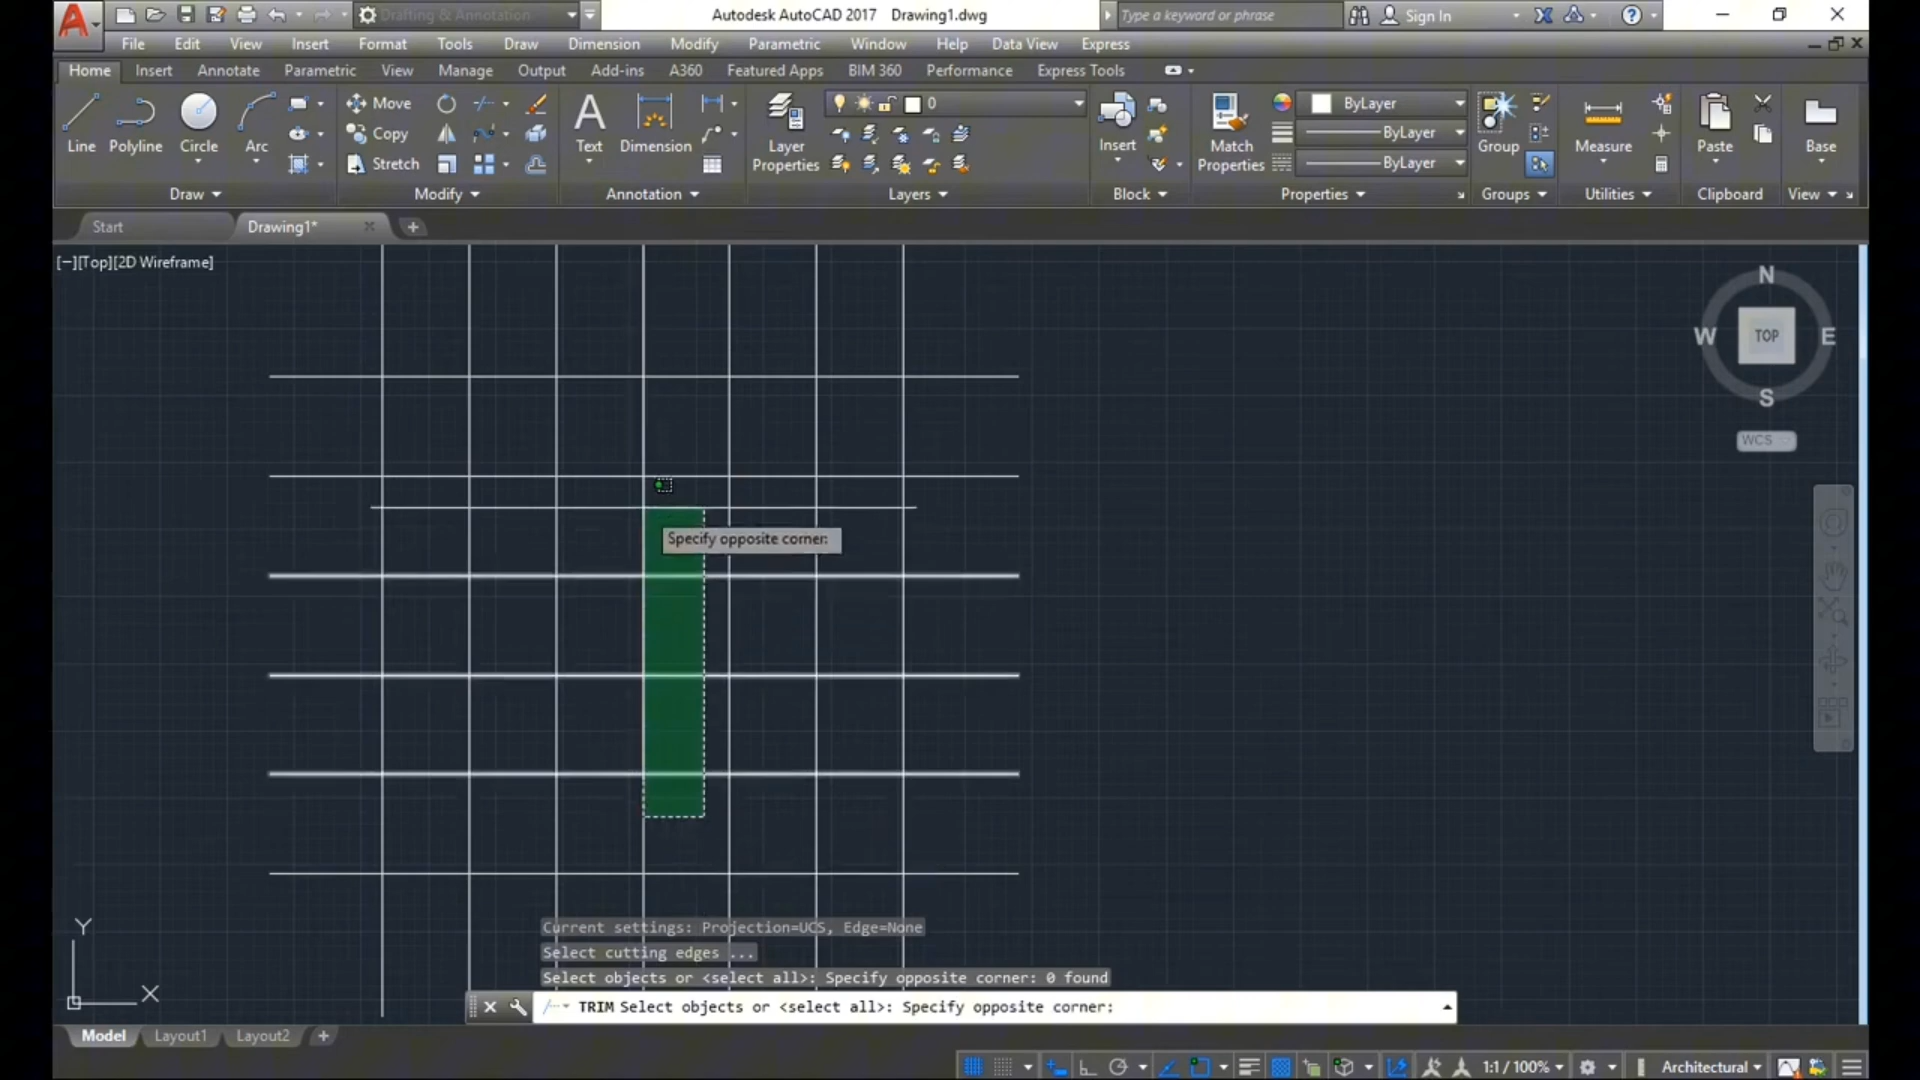 Drafting & Annotation
Autodesk AutoCAD 2017 Drawing1.dwg
Type a keyword or phrase
Sign In
File Edit View Insert Format Tools Draw Dimension Modify Parametric Window Help Data View Express
Home Insert Annotate Parametric View Manage Output Add-ins A360 Featured Apps BIM 360 Performance Express Tools
Line Polyline Circle Arc
Move
Copy
Stretch
Text Dimension
Layer Properties
0
Insert
Match Properties
ByLayer
ByLayer
ByLayer
Group
Measure
Paste
Base
Draw Modify Annotation Layers Block Properties Groups Utilities Clipboard View
Start Drawing1*
[−][Top][2D Wireframe]
N
W TOP E
S
WCS
Specify opposite corner:
Y
X
Current settings: Projection=UCS, Edge=None
Select cutting edges ...
Select objects or <select all>: Specify opposite corner: 0 found
TRIM Select objects or <select all>: Specify opposite corner:
Model Layout1 Layout2
1:1 / 100% Architectural